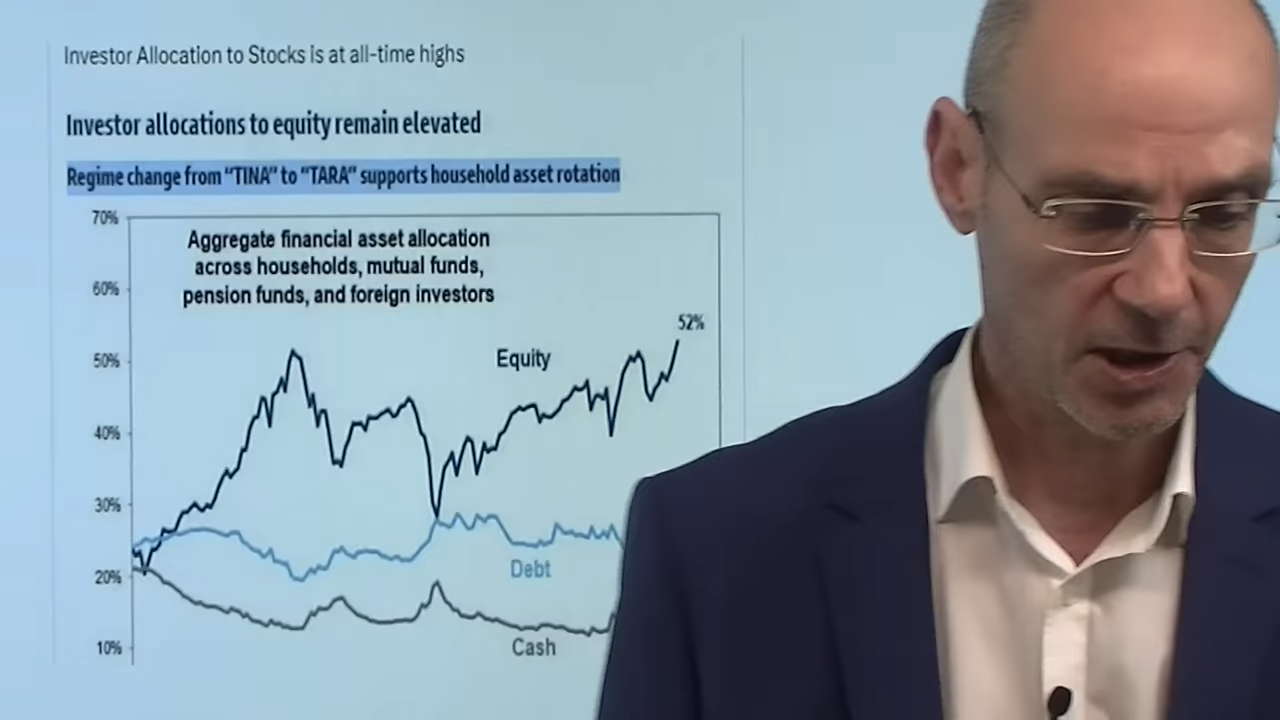 Investor Allocation to Stocks is at all-time highs
Investor allocations to equity remain elevated
Regime change from “TINA” to “TARA” supports household asset rotation
70%
Aggregate financial asset allocation
across households, mutual funds,
pension funds, and foreign investors
60%
52%
50%
Equity
40%
30%
Debt
20%
Cash
10%